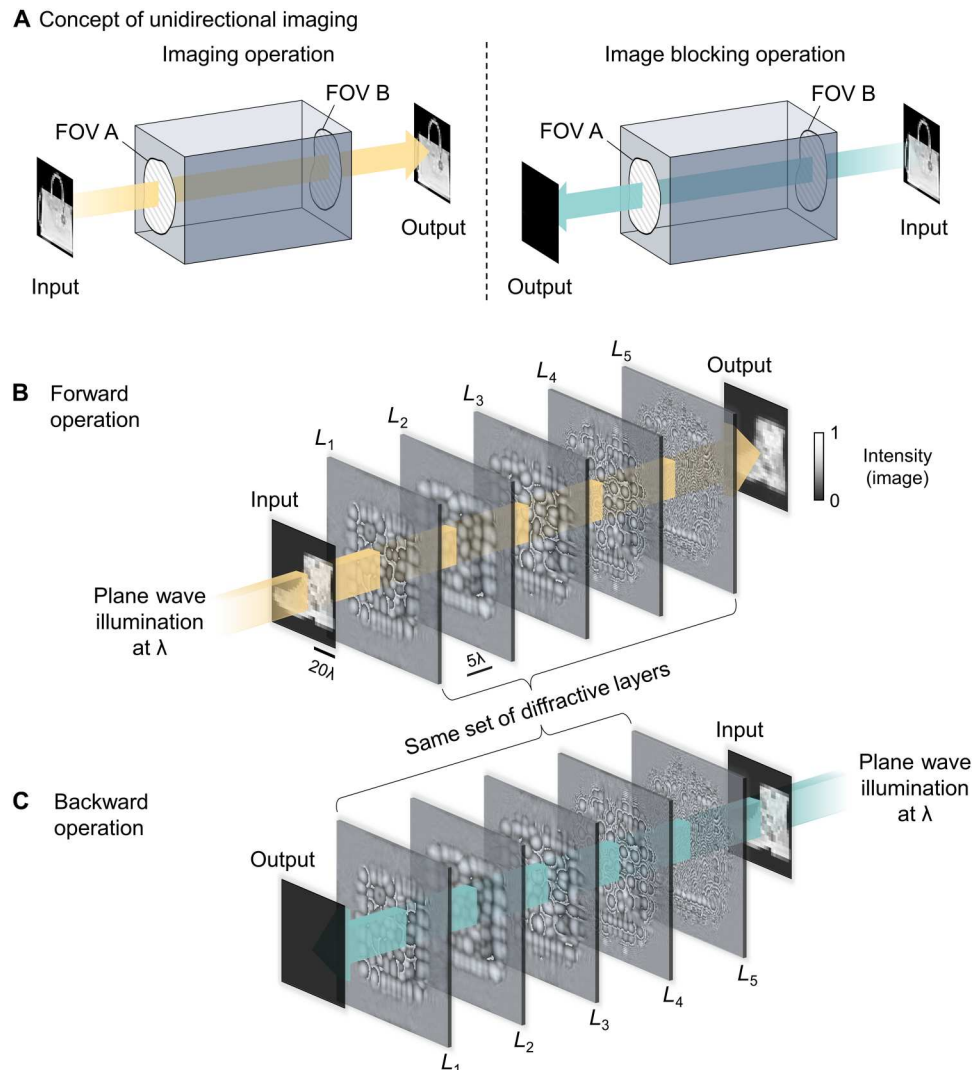 A Concept of unidirectional imaging
Imaging operation
Image blocking operation
FOV B
FOV A
Input
Output
FOV B
FOV A
Output
Input
B Forward
operation
L1
L2
L3
L4
L5
Output
1
0
Intensity
(image)
Input
Plane wave
illumination
at λ
20λ
5λ
Same set of diffractive layers
C Backward
operation
Input
Plane wave
illumination
at λ
Output
L5
L4
L3
L2
L1